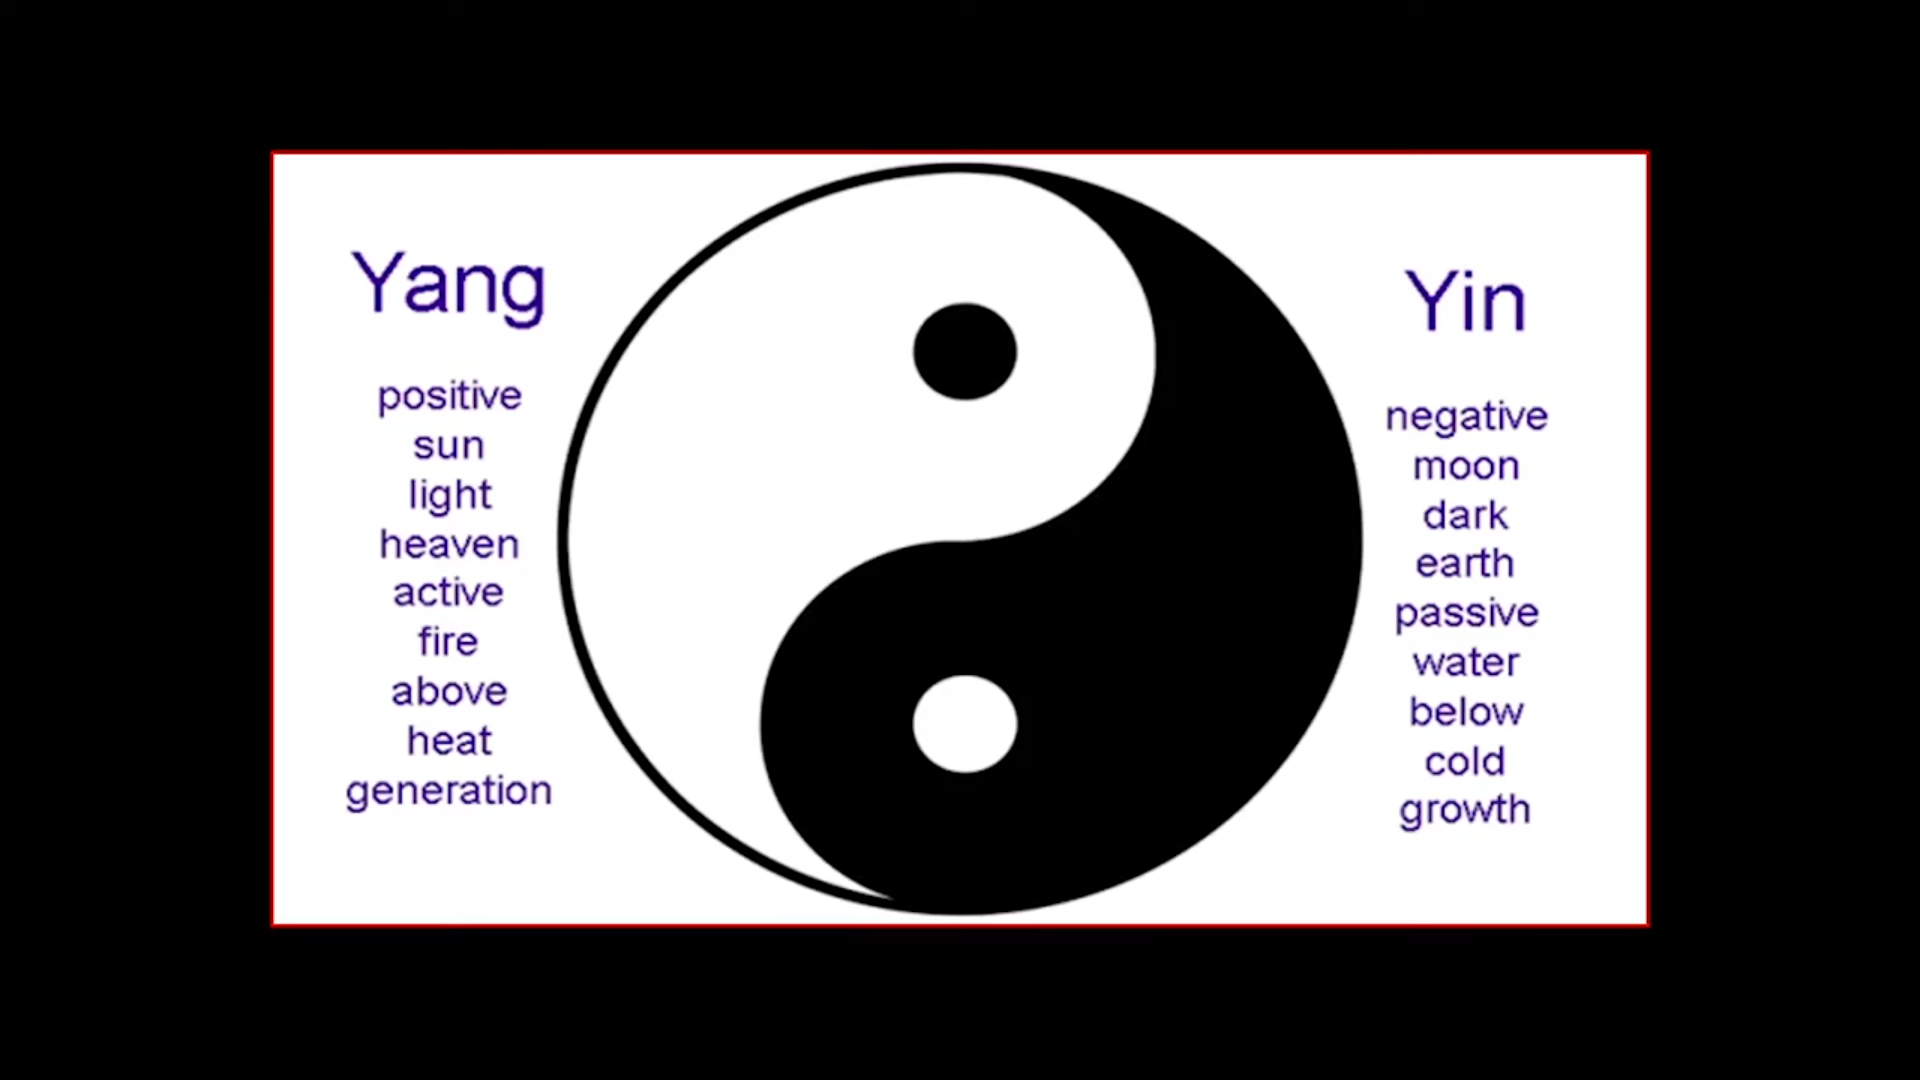 Yang
positive
sun
light
heaven
active
fire
above
heat
generation
Yin
negative
moon
dark
earth
passive
water
below
cold
growth